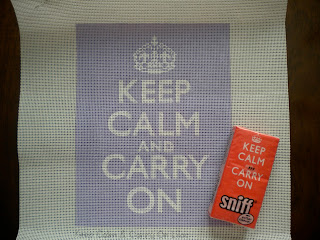 KEEP
CALM
AND
CARRY
ON
KEEP
CALM
AND
CARRY
ON
sniff